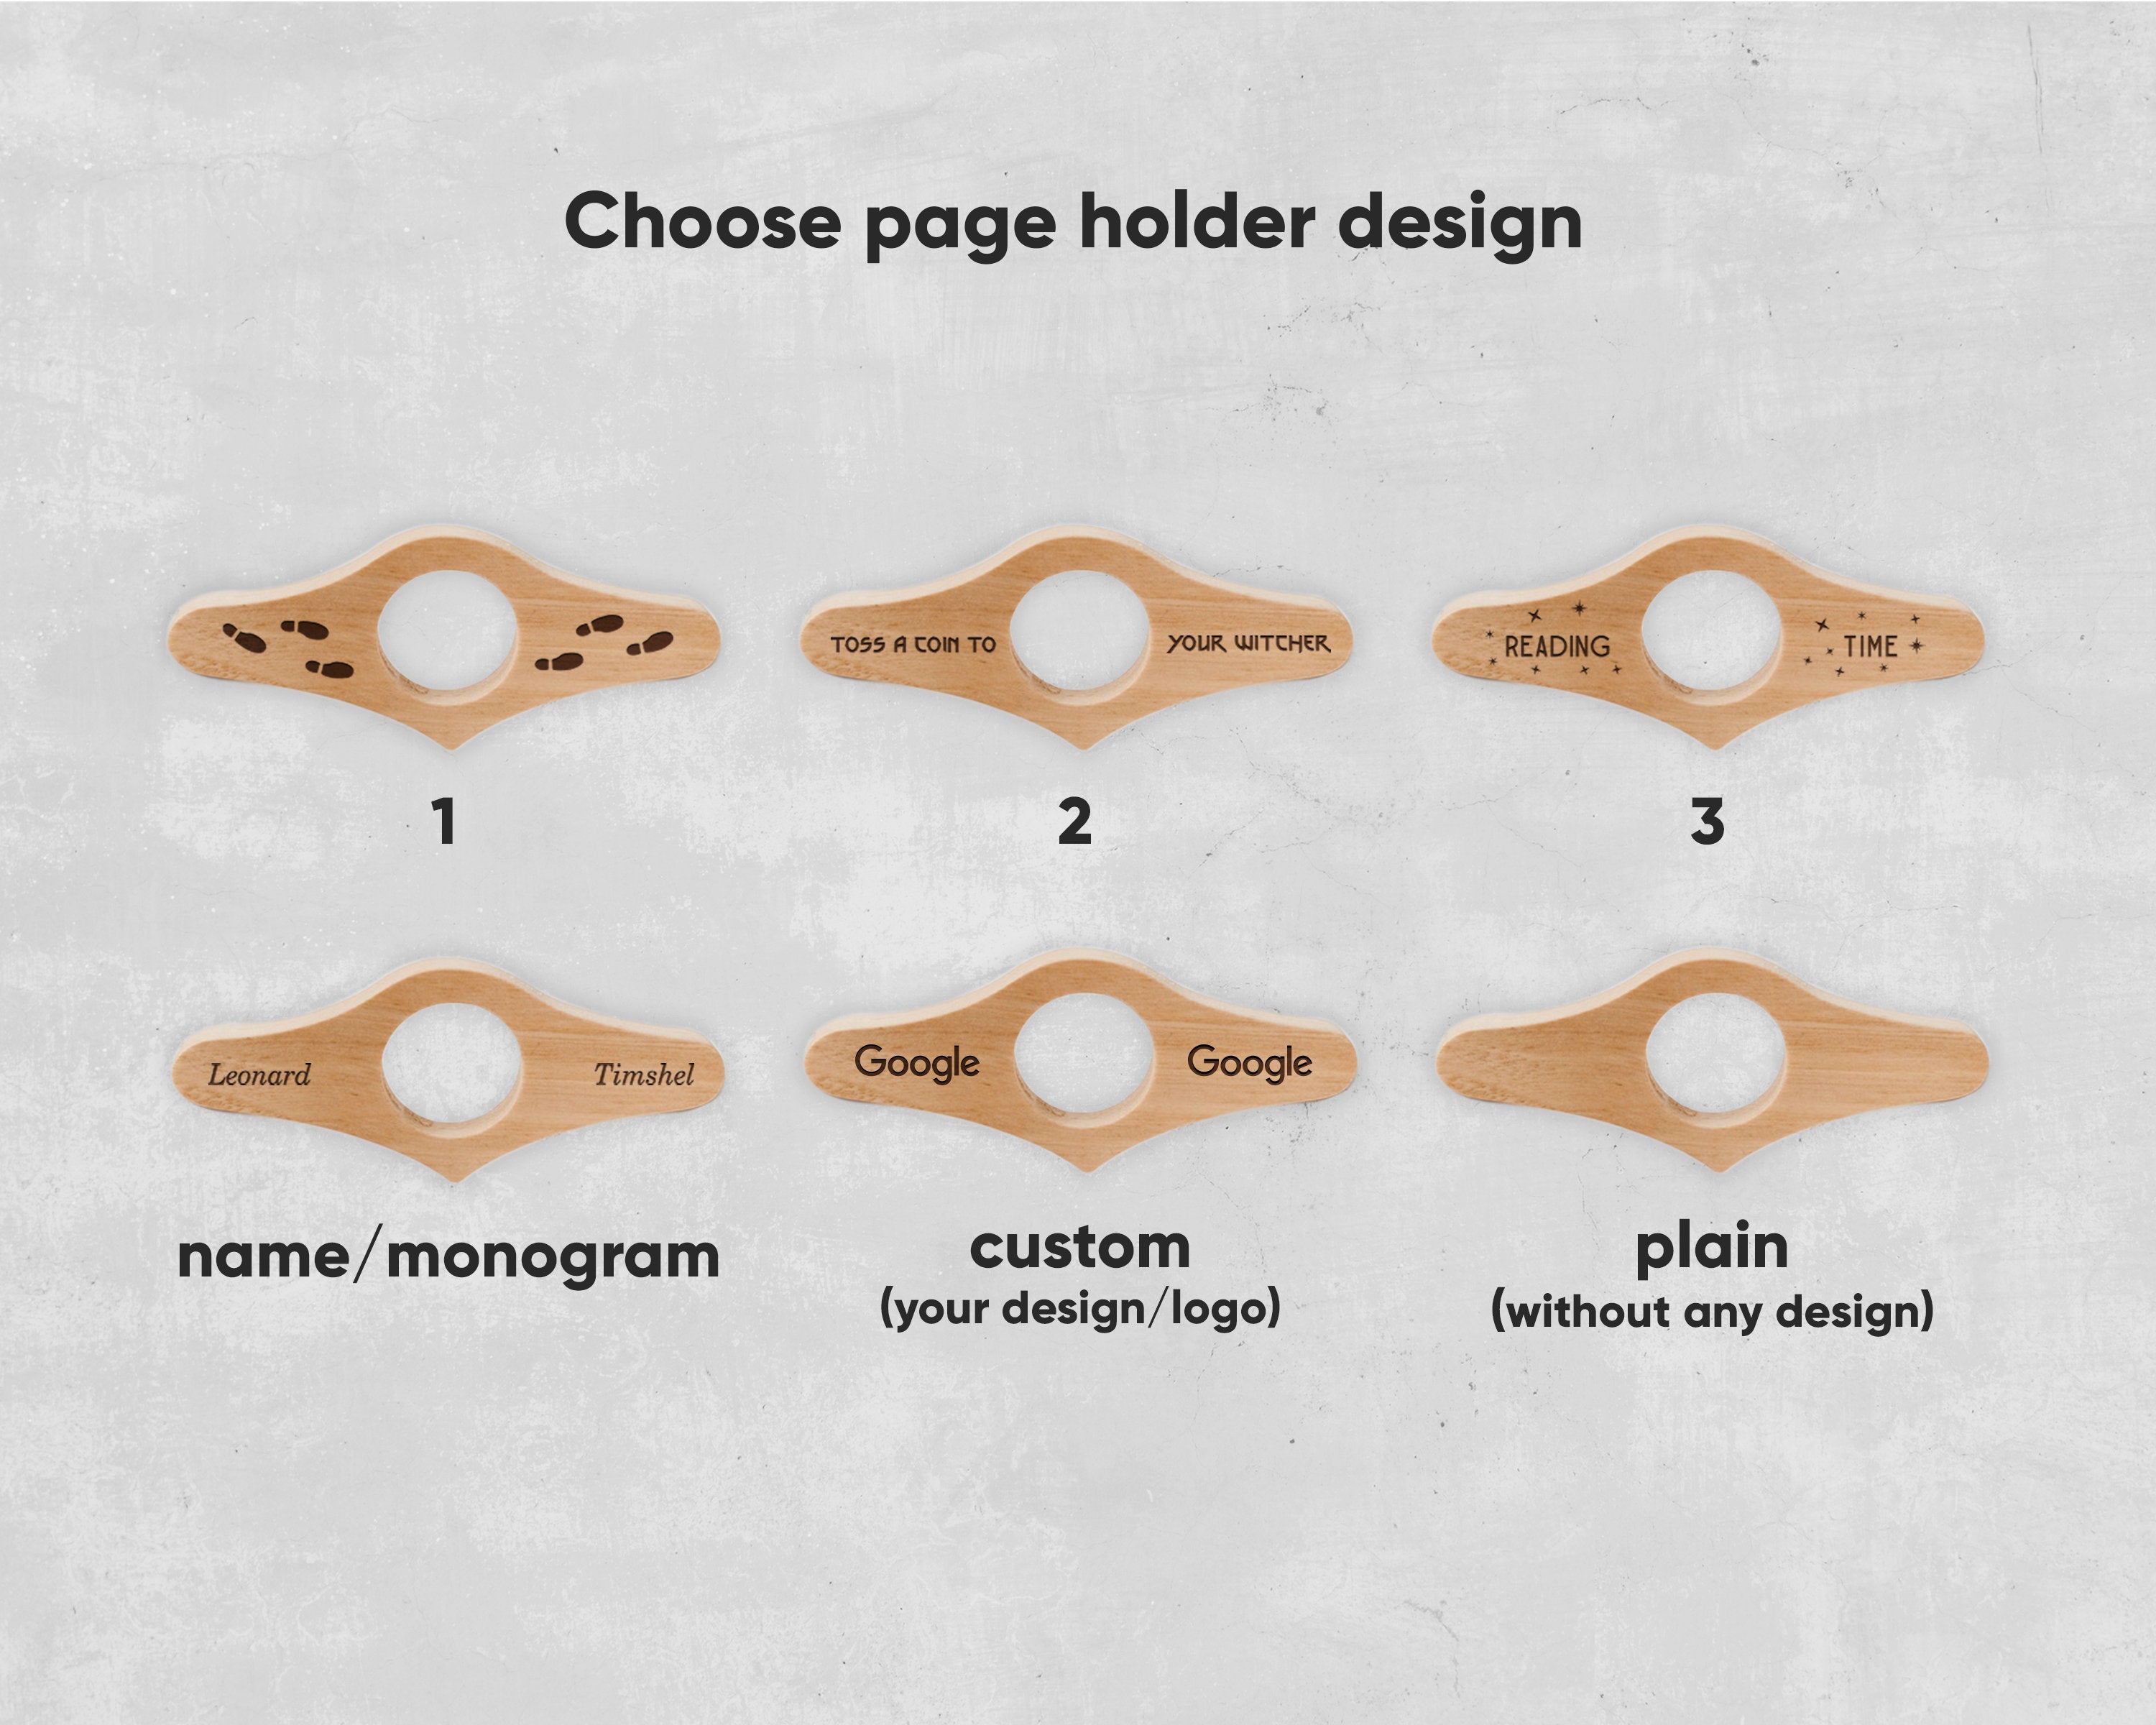 Choose page holder design
TOSS A COIN TO YOUR WITCHER
READING TIME
1
2
3
Leonard Timshel
Google Google
name/monogram
custom
(your design/logo)
plain
(without any design)